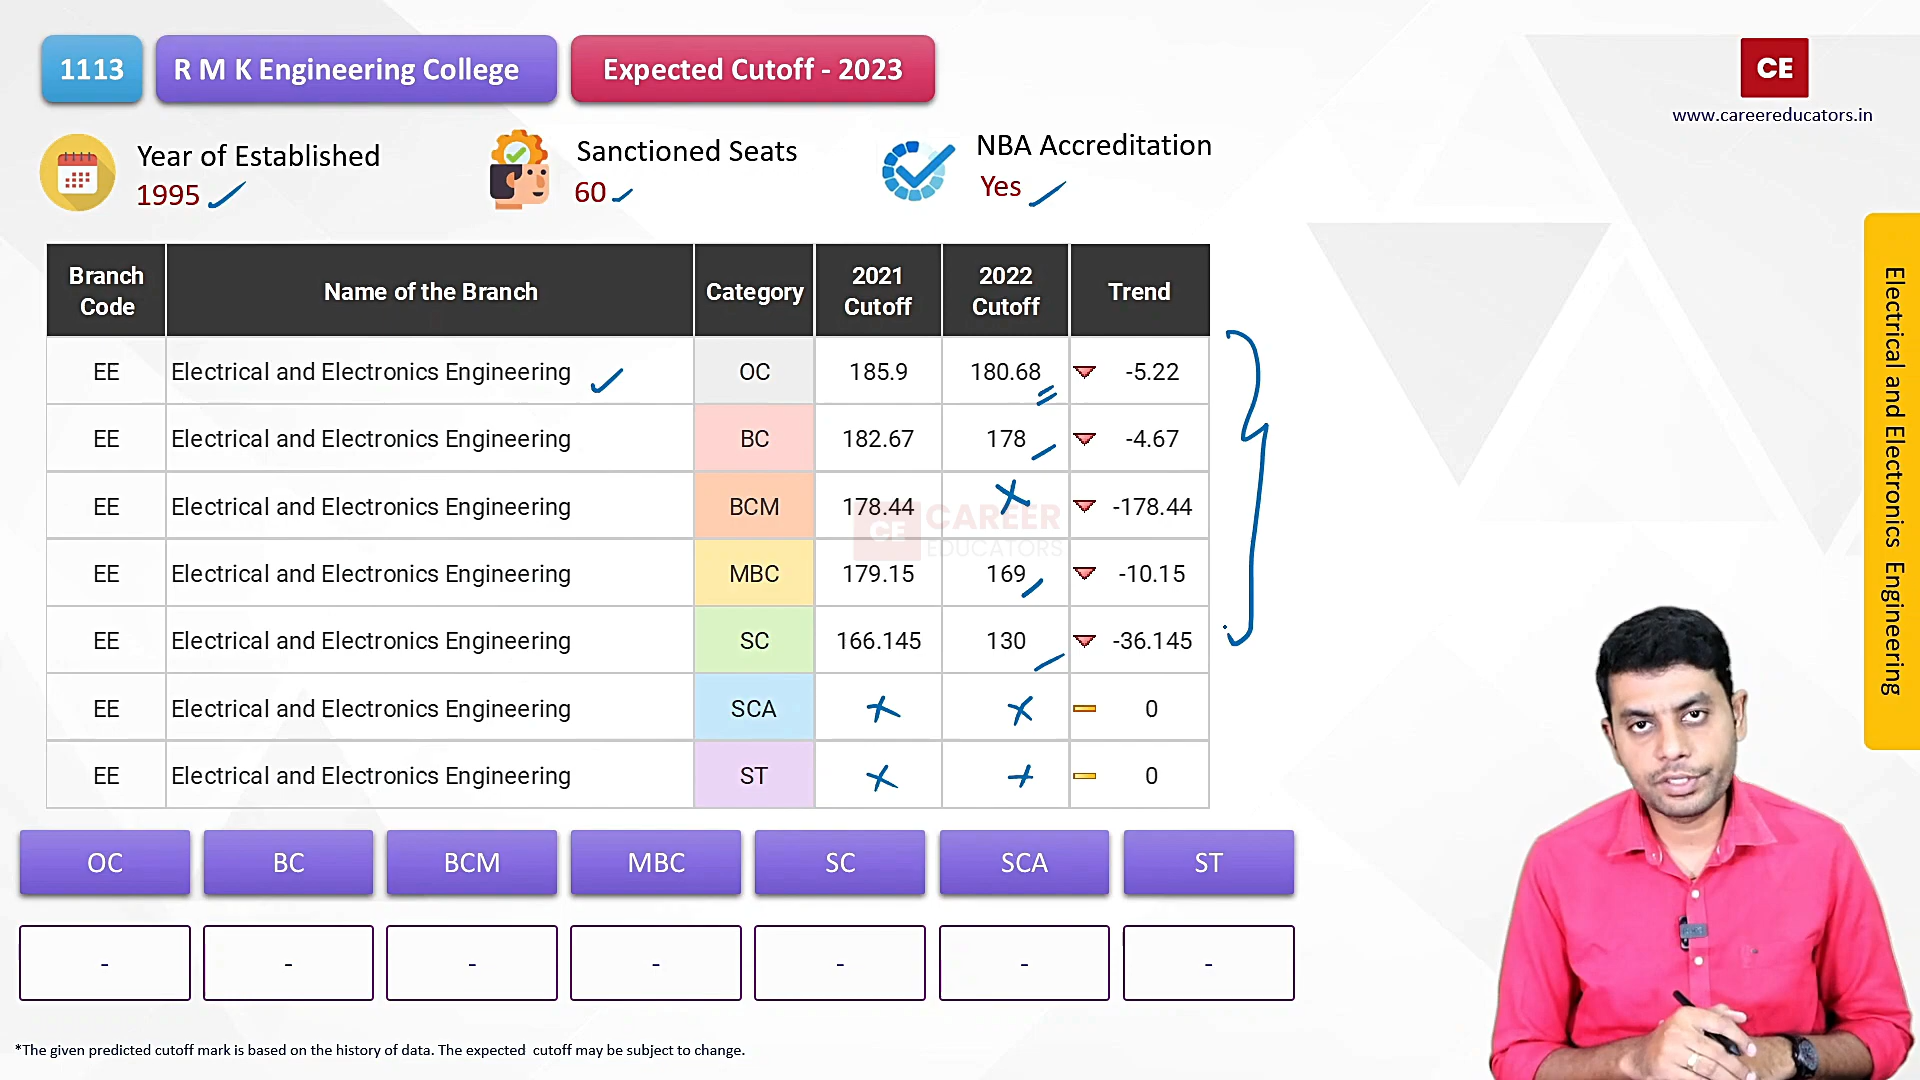 1113
R M K Engineering College
Expected Cutoff - 2023
CE
www.careereducators.in
Year of Established
1995
Sanctioned Seats
60
NBA Accreditation
Yes
Branch Code Name of the Branch Category 2021 Cutoff 2022 Cutoff Trend
EE Electrical and Electronics Engineering OC 185.9 180.68 -5.22
EE Electrical and Electronics Engineering BC 182.67 178 -4.67
EE Electrical and Electronics Engineering BCM 178.44 -178.44
EE Electrical and Electronics Engineering MBC 179.15 169 -10.15
EE Electrical and Electronics Engineering SC 166.145 130 -36.145
EE Electrical and Electronics Engineering SCA 0
EE Electrical and Electronics Engineering ST 0
CE CAREER
EDUCATORS
Electrical and Electronics Engineering
OC BC BCM MBC SC SCA ST
- - - - - - -
*The given predicted cutoff mark is based on the history of data. The expected cutoff may be subject to change.